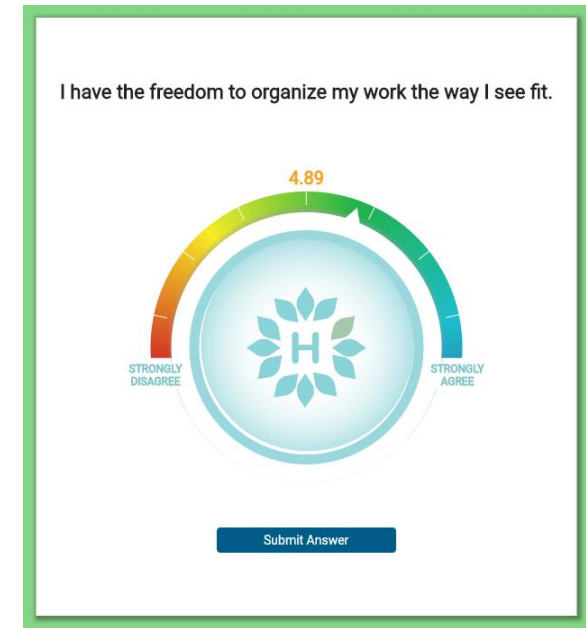 I have the freedom to organize my work the way I see fit.
4.89
STRONGLY
DISAGREE
H
STRONGLY
AGREE
Submit Answer